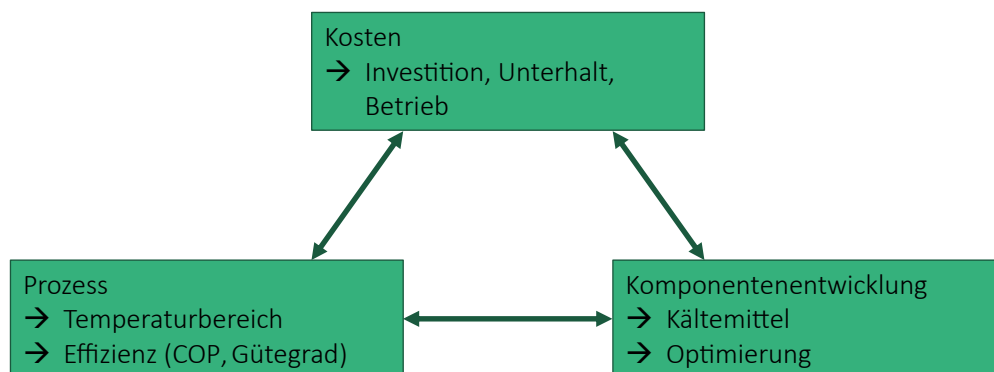 Kosten
→ Investition, Unterhalt,
Betrieb
Prozess
→ Temperaturbereich
→ Effizienz (COP, Gütegrad)
Komponentenentwicklung
→ Kältemittel
→ Optimierung